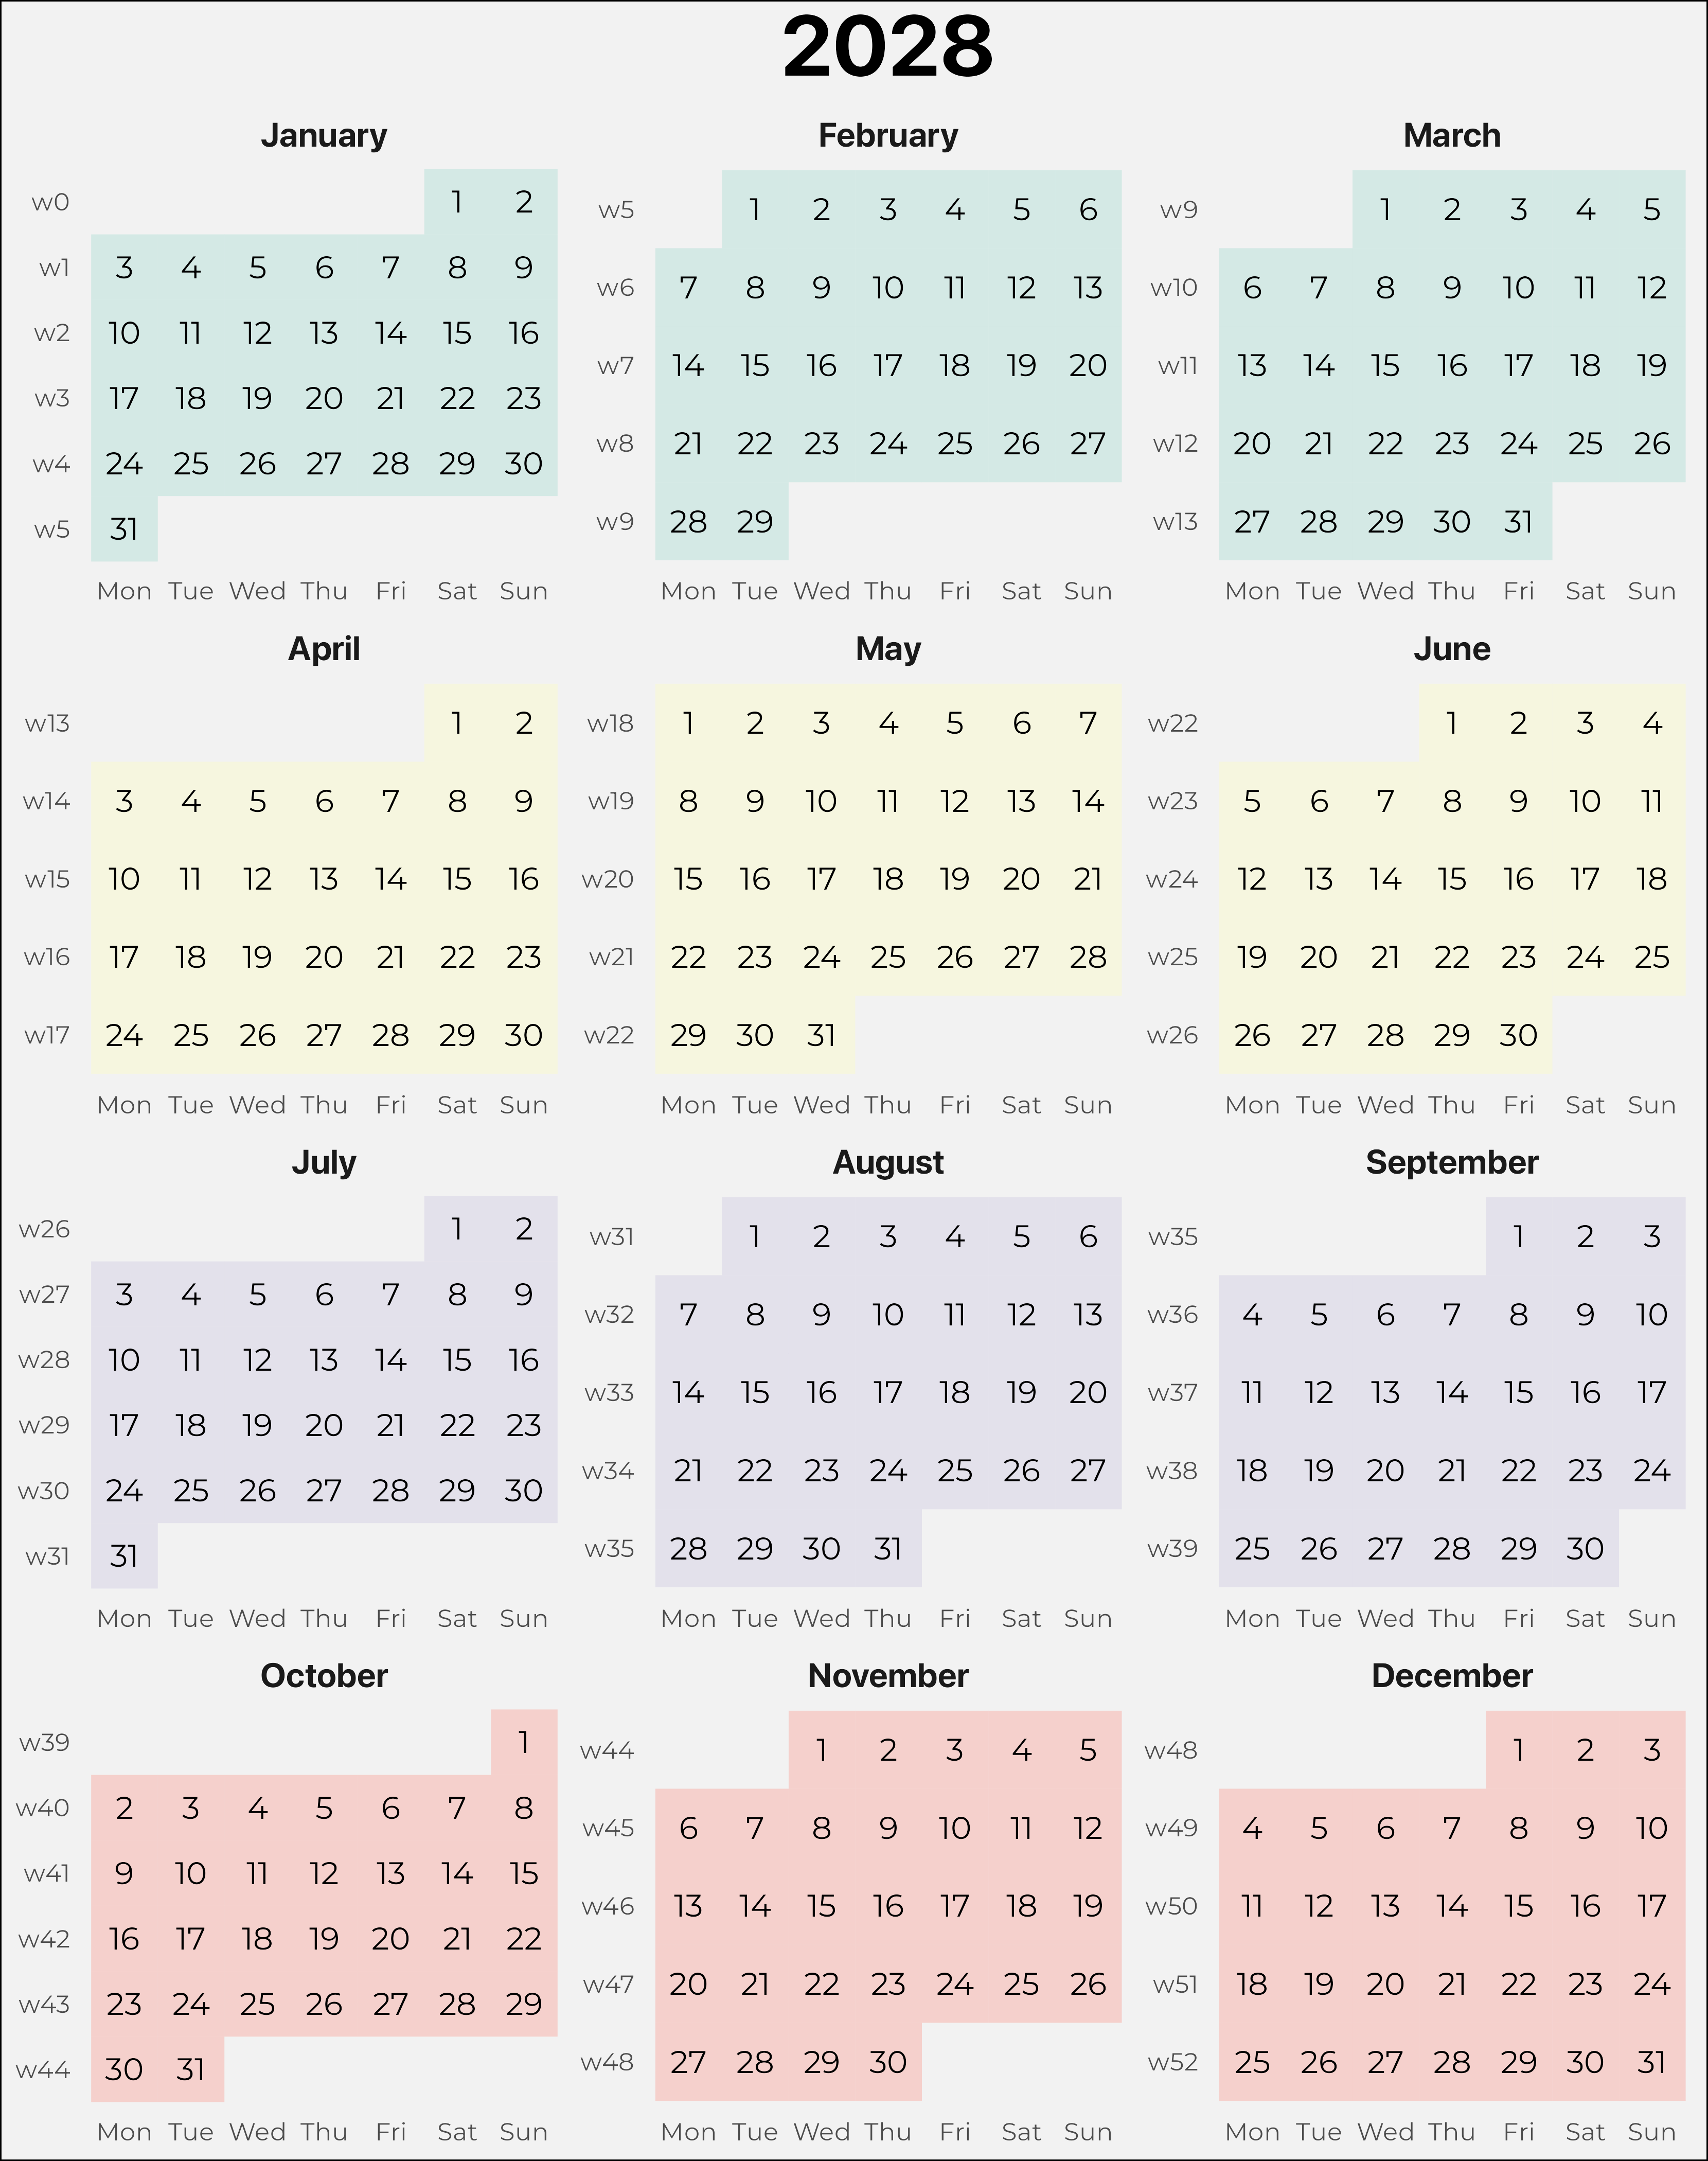 2028
January
w0 1 2
w1 3 4 5 6 7 8 9
w2 10 11 12 13 14 15 16
w3 17 18 19 20 21 22 23
w4 24 25 26 27 28 29 30
w5 31
Mon Tue Wed Thu Fri Sat Sun
February
w5 1 2 3 4 5 6
w6 7 8 9 10 11 12 13
w7 14 15 16 17 18 19 20
w8 21 22 23 24 25 26 27
w9 28 29
Mon Tue Wed Thu Fri Sat Sun
March
w9 1 2 3 4 5
w10 6 7 8 9 10 11 12
w11 13 14 15 16 17 18 19
w12 20 21 22 23 24 25 26
w13 27 28 29 30 31
Mon Tue Wed Thu Fri Sat Sun
April
w13 1 2
w14 3 4 5 6 7 8 9
w15 10 11 12 13 14 15 16
w16 17 18 19 20 21 22 23
w17 24 25 26 27 28 29 30
Mon Tue Wed Thu Fri Sat Sun
May
w18 1 2 3 4 5 6 7
w19 8 9 10 11 12 13 14
w20 15 16 17 18 19 20 21
w21 22 23 24 25 26 27 28
w22 29 30 31
Mon Tue Wed Thu Fri Sat Sun
June
w22 1 2 3 4
w23 5 6 7 8 9 10 11
w24 12 13 14 15 16 17 18
w25 19 20 21 22 23 24 25
w26 26 27 28 29 30
Mon Tue Wed Thu Fri Sat Sun
July
w26 1 2
w27 3 4 5 6 7 8 9
w28 10 11 12 13 14 15 16
w29 17 18 19 20 21 22 23
w30 24 25 26 27 28 29 30
w31 31
Mon Tue Wed Thu Fri Sat Sun
August
w31 1 2 3 4 5 6
w32 7 8 9 10 11 12 13
w33 14 15 16 17 18 19 20
w34 21 22 23 24 25 26 27
w35 28 29 30 31
Mon Tue Wed Thu Fri Sat Sun
September
w35 1 2 3
w36 4 5 6 7 8 9 10
w37 11 12 13 14 15 16 17
w38 18 19 20 21 22 23 24
w39 25 26 27 28 29 30
Mon Tue Wed Thu Fri Sat Sun
October
w39 1
w40 2 3 4 5 6 7 8
w41 9 10 11 12 13 14 15
w42 16 17 18 19 20 21 22
w43 23 24 25 26 27 28 29
w44 30 31
Mon Tue Wed Thu Fri Sat Sun
November
w44 1 2 3 4 5
w45 6 7 8 9 10 11 12
w46 13 14 15 16 17 18 19
w47 20 21 22 23 24 25 26
w48 27 28 29 30
Mon Tue Wed Thu Fri Sat Sun
December
w48 1 2 3
w49 4 5 6 7 8 9 10
w50 11 12 13 14 15 16 17
w51 18 19 20 21 22 23 24
w52 25 26 27 28 29 30 31
Mon Tue Wed Thu Fri Sat Sun